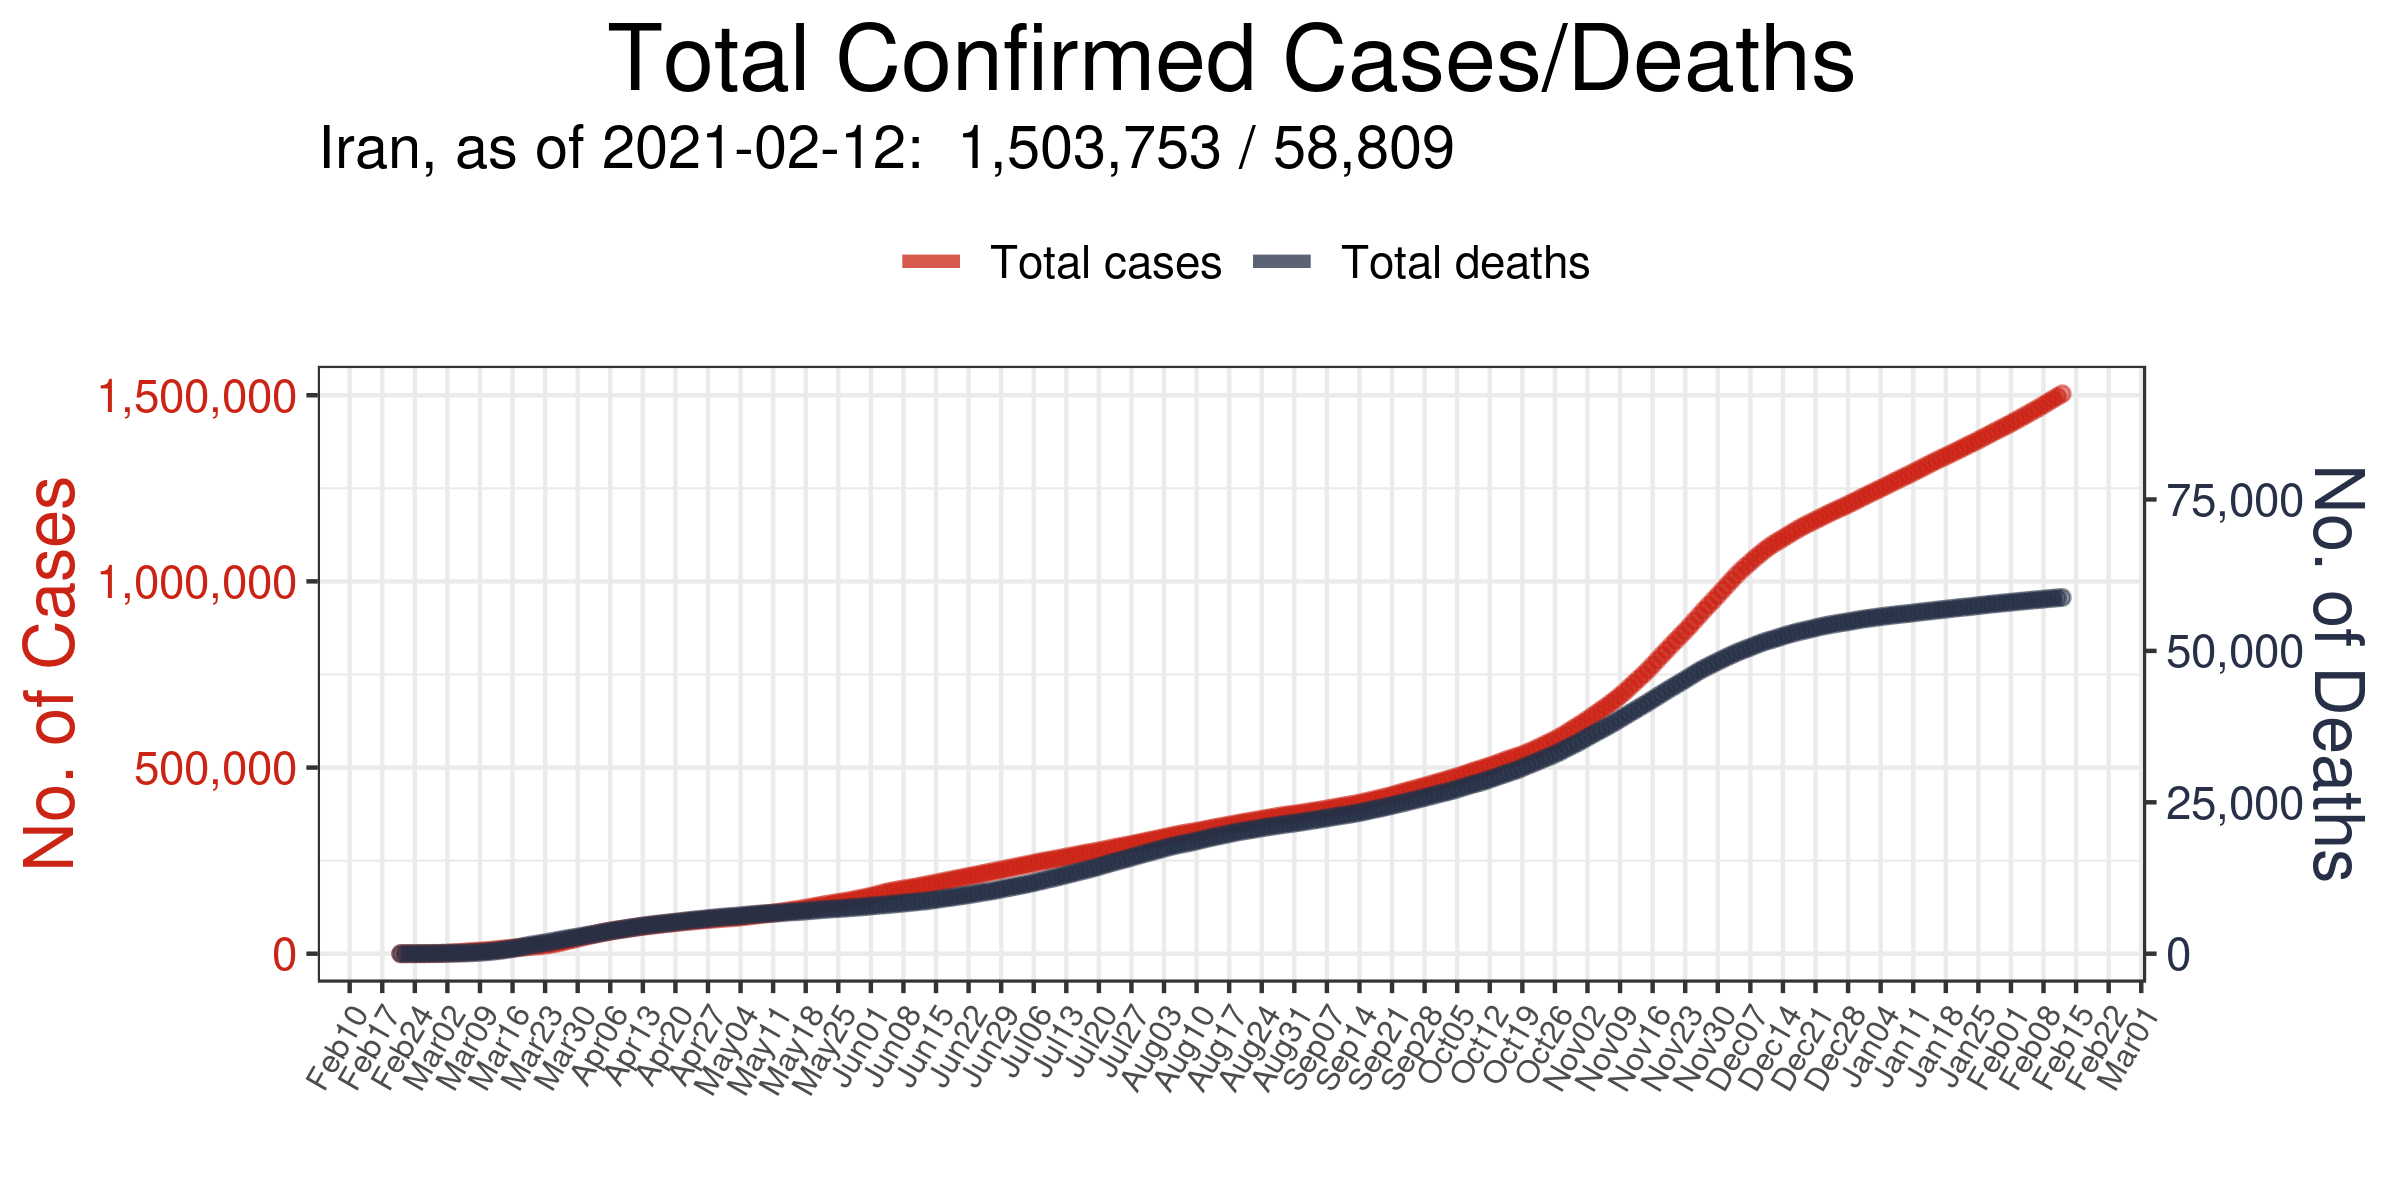 Total Confirmed Cases/Deaths
Iran, as of 2021-02-12:  1,503,753 / 58,809
Total cases
Total deaths
No. of Cases
1,500,000
1,000,000
500,000
0
75,000
50,000
25,000
0
No. of Deaths
Feb10
Feb17
Feb24
Mar02
Mar09
Mar16
Mar23
Mar30
Apr06
Apr13
Apr20
Apr27
May04
May11
May18
May25
Jun01
Jun08
Jun15
Jun22
Jun29
Jul06
Jul13
Jul20
Jul27
Aug03
Aug10
Aug17
Aug24
Aug31
Sep07
Sep14
Sep21
Sep28
Oct05
Oct12
Oct19
Oct26
Nov02
Nov09
Nov16
Nov23
Nov30
Dec07
Dec14
Dec21
Dec28
Jan04
Jan11
Jan18
Jan25
Feb01
Feb08
Feb15
Feb22
Mar01